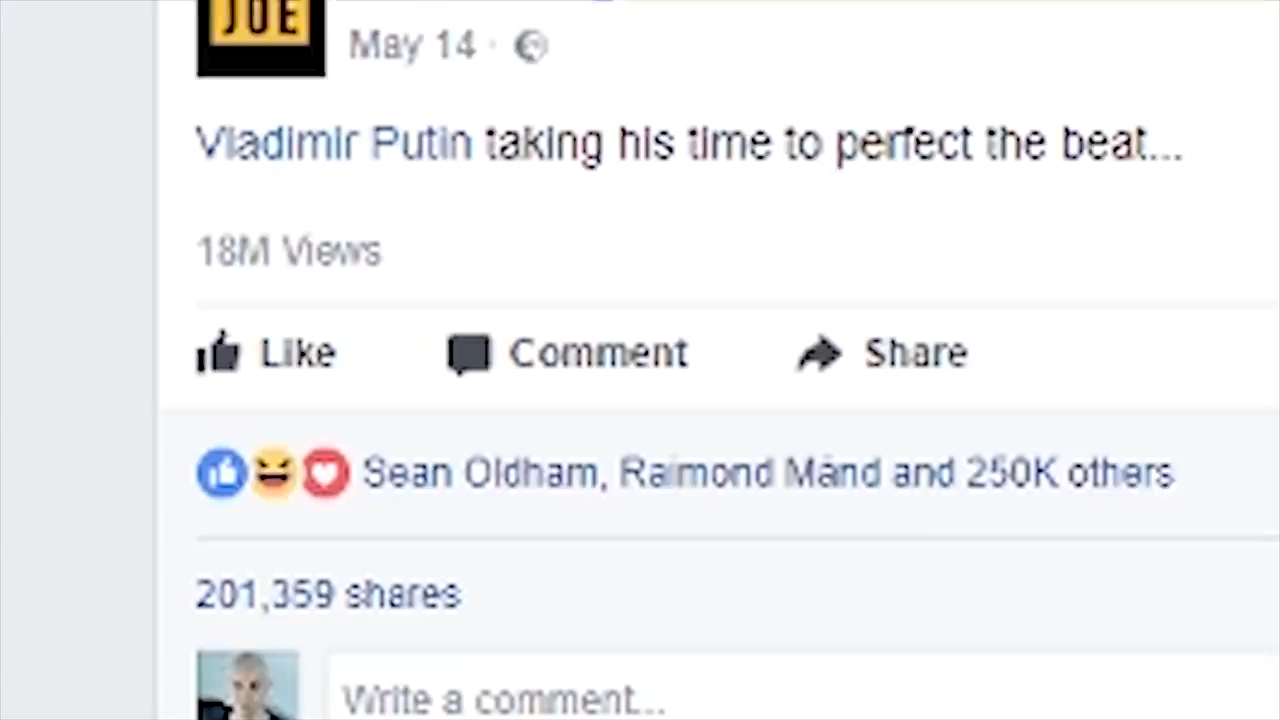 JOE
May 14 ·
Vladimir Putin taking his time to perfect the beat...
18M Views
Like Comment Share
Sean Oldham, Raimond Mänd and 250K others
201,359 shares
Write a comment...